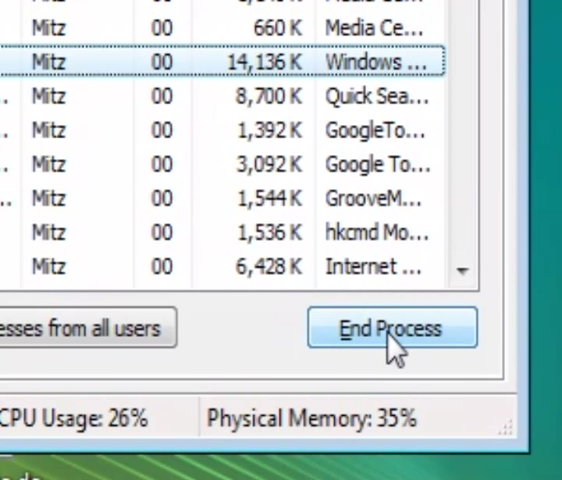 Mitz 00 660 K Media Ce...
Mitz 00 14,136 K Windows ...
Mitz 00 8,700 K Quick Sea...
Mitz 00 1,392 K GoogleTo...
Mitz 00 3,092 K Google To...
Mitz 00 1,544 K GrooveM...
Mitz 00 1,536 K hkcmd Mo...
Mitz 00 6,428 K Internet ...
esses from all users End Process
CPU Usage: 26% Physical Memory: 35%